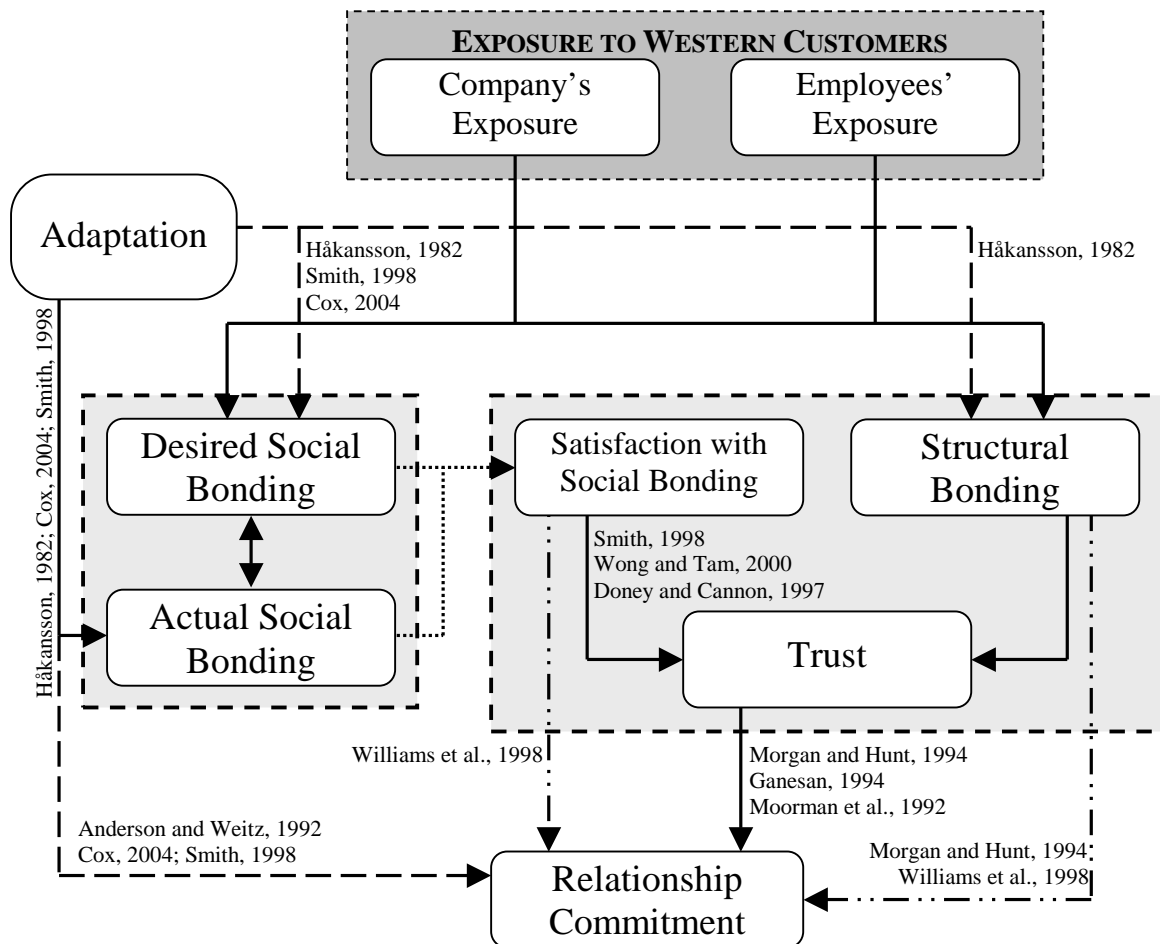 EXPOSURE TO WESTERN CUSTOMERS
Company's
Exposure
Employees'
Exposure
Adaptation
Håkansson, 1982
Smith, 1998
Cox, 2004
Håkansson, 1982
Håkansson, 1982; Cox, 2004; Smith, 1998
Desired Social
Bonding
Satisfaction with
Social Bonding
Structural
Bonding
Smith, 1998
Wong and Tam, 2000
Doney and Cannon, 1997
Actual Social
Bonding
Trust
Williams et al., 1998
Morgan and Hunt, 1994
Ganesan, 1994
Moorman et al., 1992
Anderson and Weitz, 1992
Cox, 2004; Smith, 1998
Morgan and Hunt, 1994
Williams et al., 1998
Relationship
Commitment